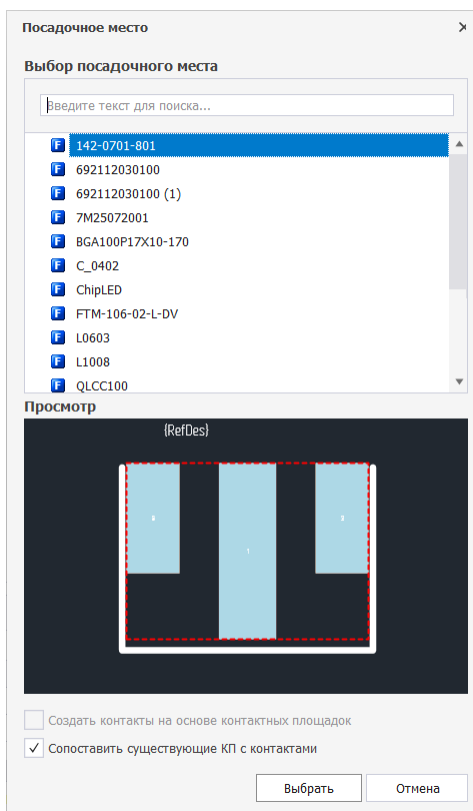 Посадочное место
Выбор посадочного места
Введите текст для поиска...
F 142-0701-801
F 692112030100
F 692112030100 (1)
F 7M25072001
F BGA100P17X10-170
F C_0402
F ChipLED
F FTM-106-02-L-DV
F L0603
F L1008
F QLCC100
Просмотр
{RefDes}
1
Создать контакты на основе контактных площадок
Сопоставить существующие КП с контактами
Выбрать
Отмена